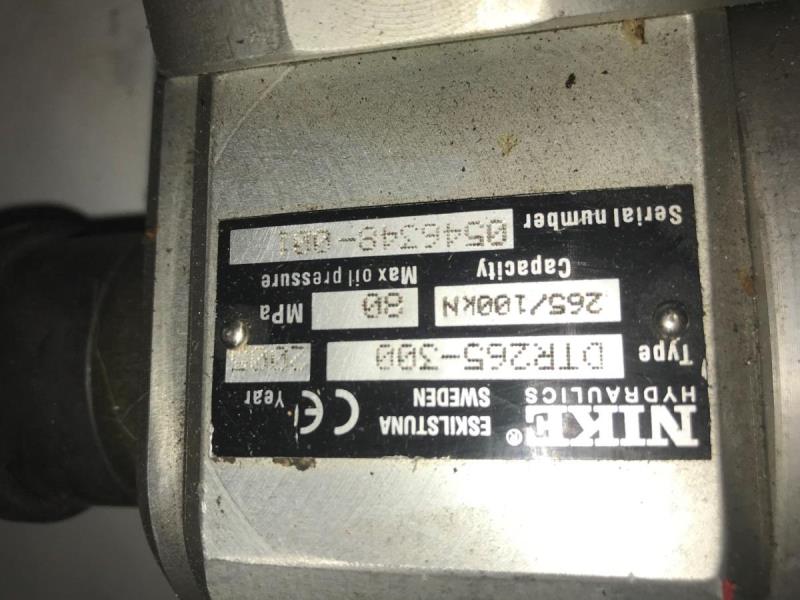 NIKE® ESKILSTUNA CE
HYDRAULICS SWEDEN Year
Type DTR265-300
265/100kN 80 MPa
Capacity Max oil pressure
0546349-001
Serial number